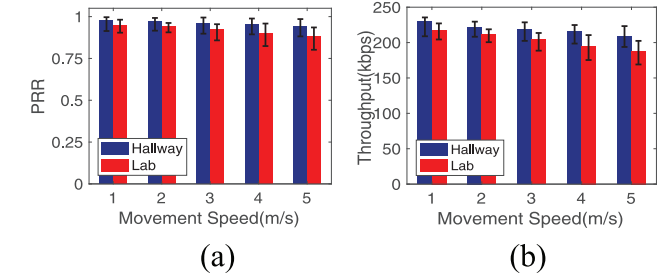 1
0.75
0.5
0.25
0
PRR
Hallway
Lab
1 2 3 4 5
Movement Speed(m/s)
(a)
250
200
150
100
50
0
Throughput(kbps)
Hallway
Lab
1 2 3 4 5
Movement Speed(m/s)
(b)